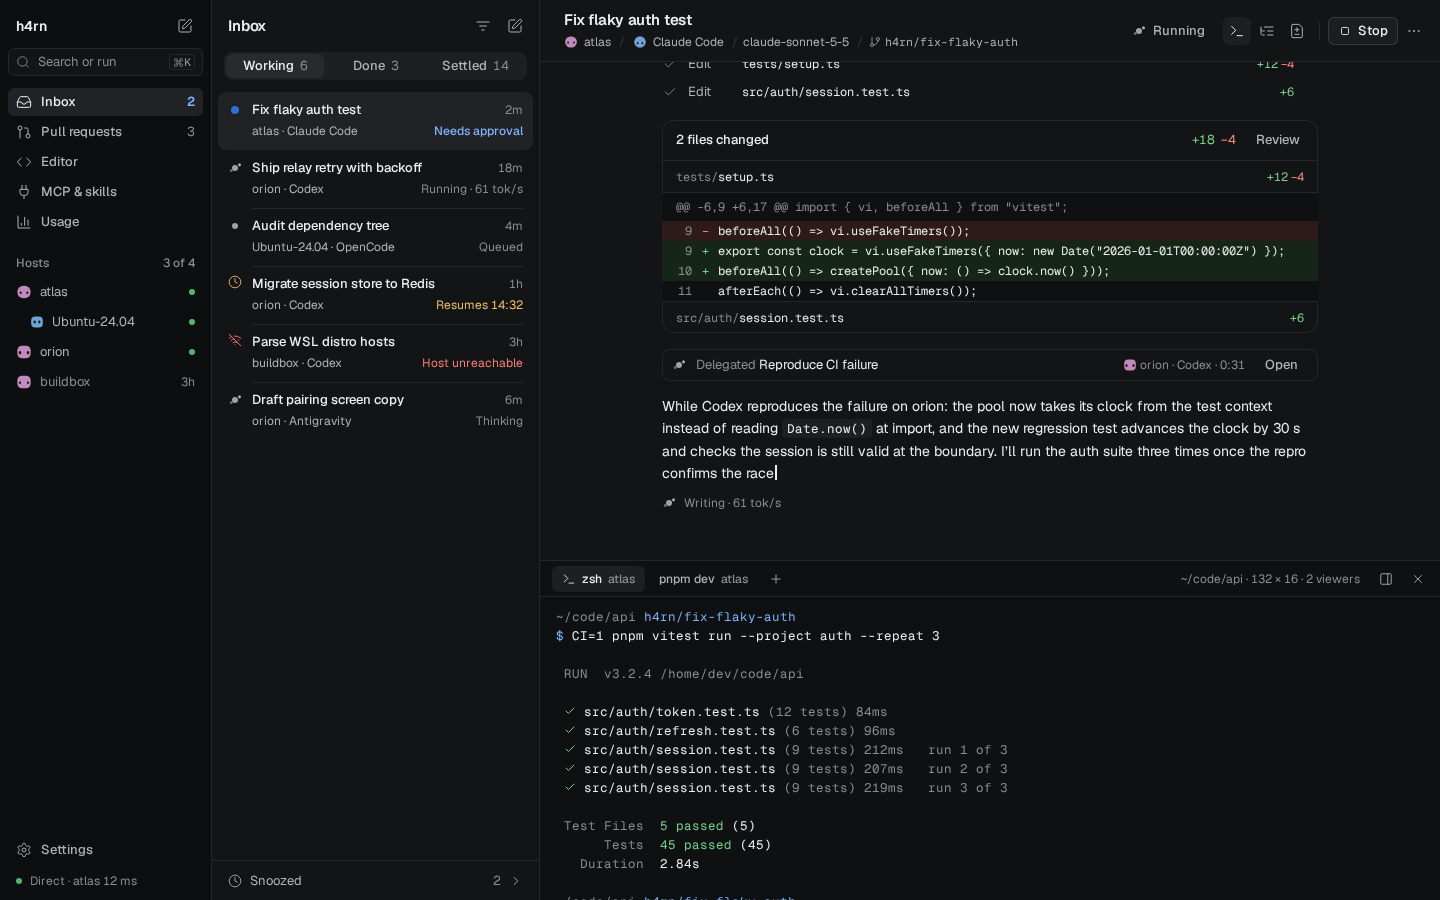 h4rn
Search or run ⌘K
Inbox 2
Pull requests 3
Editor
MCP & skills
Usage
Hosts 3 of 4
atlas
Ubuntu-24.04
orion
buildbox 3h
Settings
Direct · atlas 12 ms
Inbox
Working 6 Done 3 Settled 14
Fix flaky auth test 2m
atlas · Claude Code Needs approval
Ship relay retry with backoff 18m
orion · Codex Running · 61 tok/s
Audit dependency tree 4m
Ubuntu-24.04 · OpenCode Queued
Migrate session store to Redis 1h
orion · Codex Resumes 14:32
Parse WSL distro hosts 3h
buildbox · Codex Host unreachable
Draft pairing screen copy 6m
orion · Antigravity Thinking
Snoozed 2
Fix flaky auth test
atlas / Claude Code / claude-sonnet-5-5 / h4rn/fix-flaky-auth
Running Stop
Edit tests/setup.ts +12 −4
Edit src/auth/session.test.ts +6
2 files changed +18 −4 Review
tests/setup.ts +12 −4
@@ -6,9 +6,17 @@ import { vi, beforeAll } from "vitest";
9 − beforeAll(() => vi.useFakeTimers());
9 + export const clock = vi.useFakeTimers({ now: new Date("2026-01-01T00:00:00Z") });
10 + beforeAll(() => createPool({ now: () => clock.now() }));
11 afterEach(() => vi.clearAllTimers());
src/auth/session.test.ts +6
Delegated Reproduce CI failure orion · Codex · 0:31 Open
While Codex reproduces the failure on orion: the pool now takes its clock from the test context
instead of reading Date.now() at import, and the new regression test advances the clock by 30 s
and checks the session is still valid at the boundary. I'll run the auth suite three times once the repro
confirms the race
Writing · 61 tok/s
zsh atlas pnpm dev atlas ~/code/api · 132 × 16 · 2 viewers
~/code/api h4rn/fix-flaky-auth
$ CI=1 pnpm vitest run --project auth --repeat 3
RUN v3.2.4 /home/dev/code/api
✓ src/auth/token.test.ts (12 tests) 84ms
✓ src/auth/refresh.test.ts (6 tests) 96ms
✓ src/auth/session.test.ts (9 tests) 212ms run 1 of 3
✓ src/auth/session.test.ts (9 tests) 207ms run 2 of 3
✓ src/auth/session.test.ts (9 tests) 219ms run 3 of 3
Test Files 5 passed (5)
Tests 45 passed (45)
Duration 2.84s
~/code/api h4rn/fix-flaky-auth